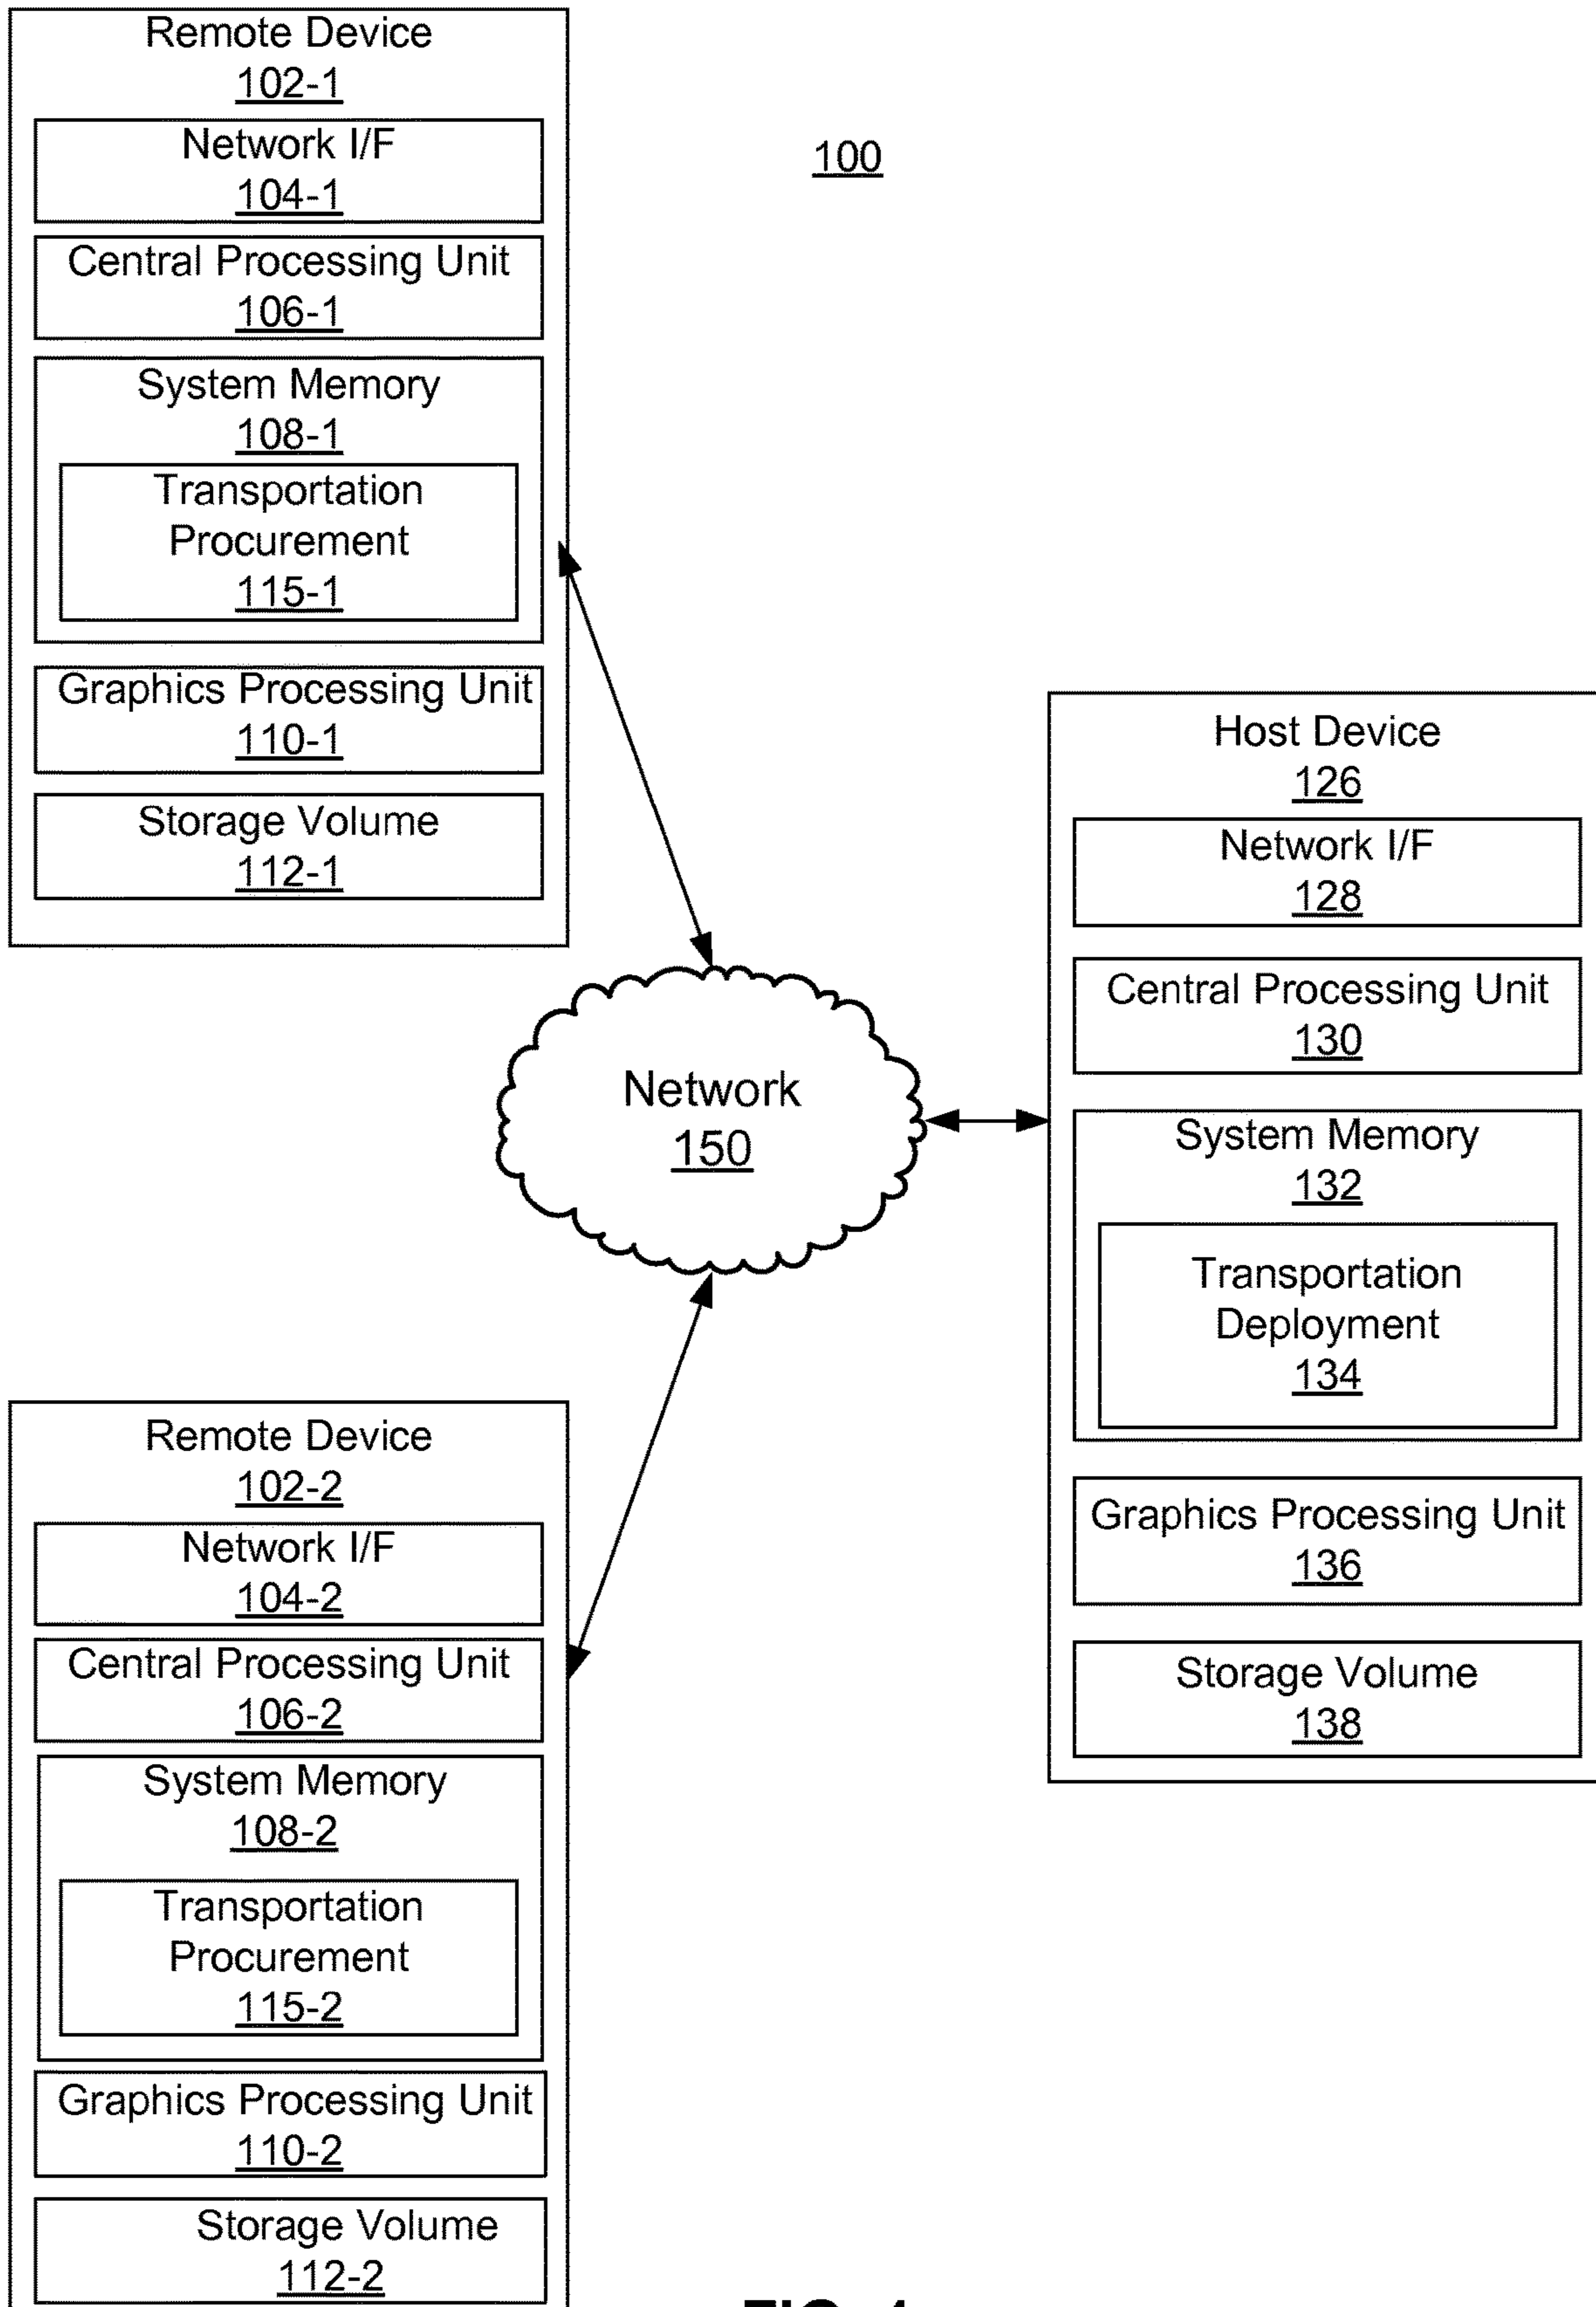 Remote Device
102-1
Network I/F
104-1
Central Processing Unit
106-1
System Memory
108-1
Transportation
Procurement
115-1
Graphics Processing Unit
110-1
Storage Volume
112-1
100
Host Device
126
Network I/F
128
Central Processing Unit
130
System Memory
132
Transportation
Deployment
134
Graphics Processing Unit
136
Storage Volume
138
Network
150
Remote Device
102-2
Network I/F
104-2
Central Processing Unit
106-2
System Memory
108-2
Transportation
Procurement
115-2
Graphics Processing Unit
110-2
Storage Volume
112-2